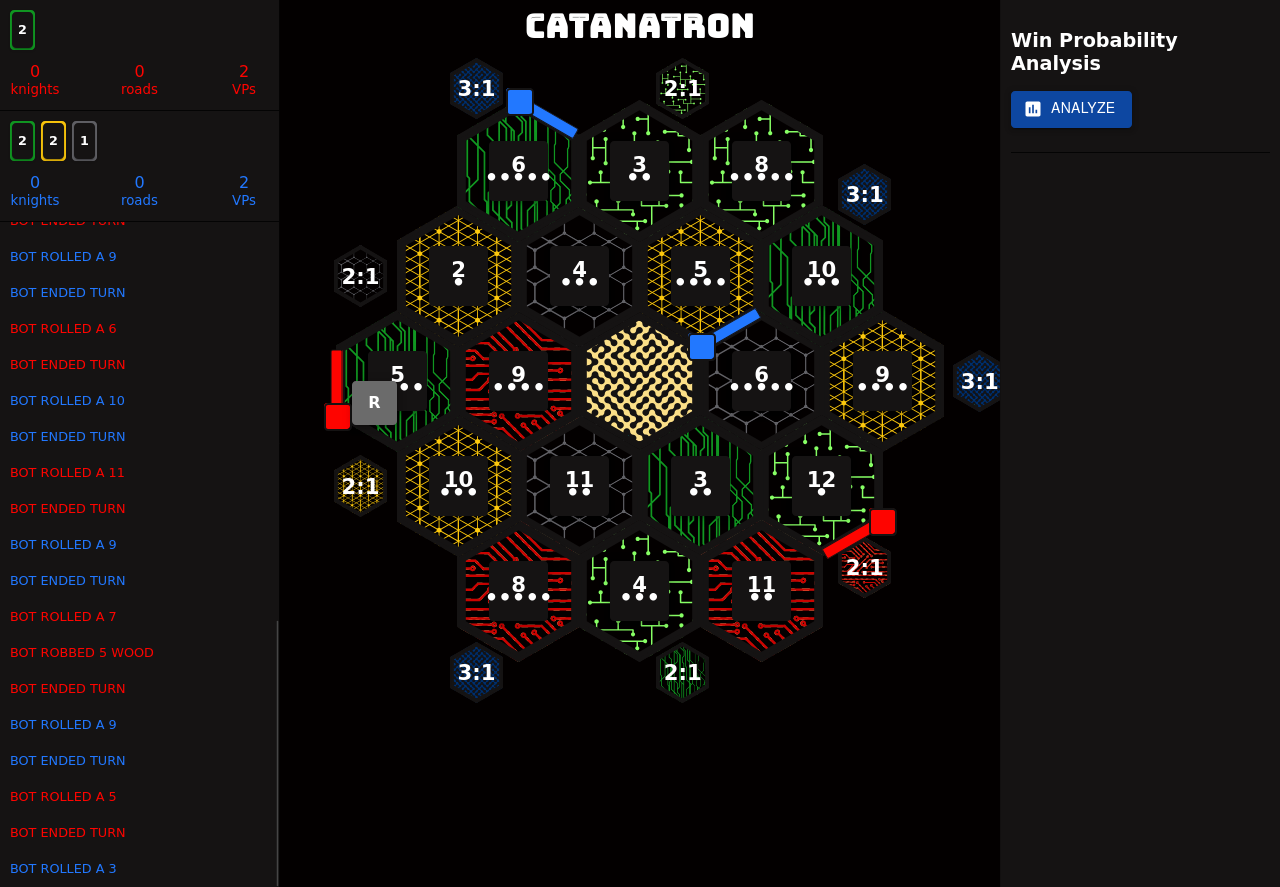 CATANATRON
2
0 0 2
knights roads VPs
2 2 1
0 0 2
knights roads VPs
BOT ENDED TURN
BOT ROLLED A 9
BOT ENDED TURN
BOT ROLLED A 6
BOT ENDED TURN
BOT ROLLED A 10
BOT ENDED TURN
BOT ROLLED A 11
BOT ENDED TURN
BOT ROLLED A 9
BOT ENDED TURN
BOT ROLLED A 7
BOT ROBBED 5 WOOD
BOT ENDED TURN
BOT ROLLED A 9
BOT ENDED TURN
BOT ROLLED A 5
BOT ENDED TURN
BOT ROLLED A 3
3:1 2:1
6 3 8
3:1
2:1 2 4 5 10
5 9 6 9 3:1
R
2:1 10 11 3 12
2:1
8 4 11
3:1 2:1
Win Probability
Analysis
ANALYZE